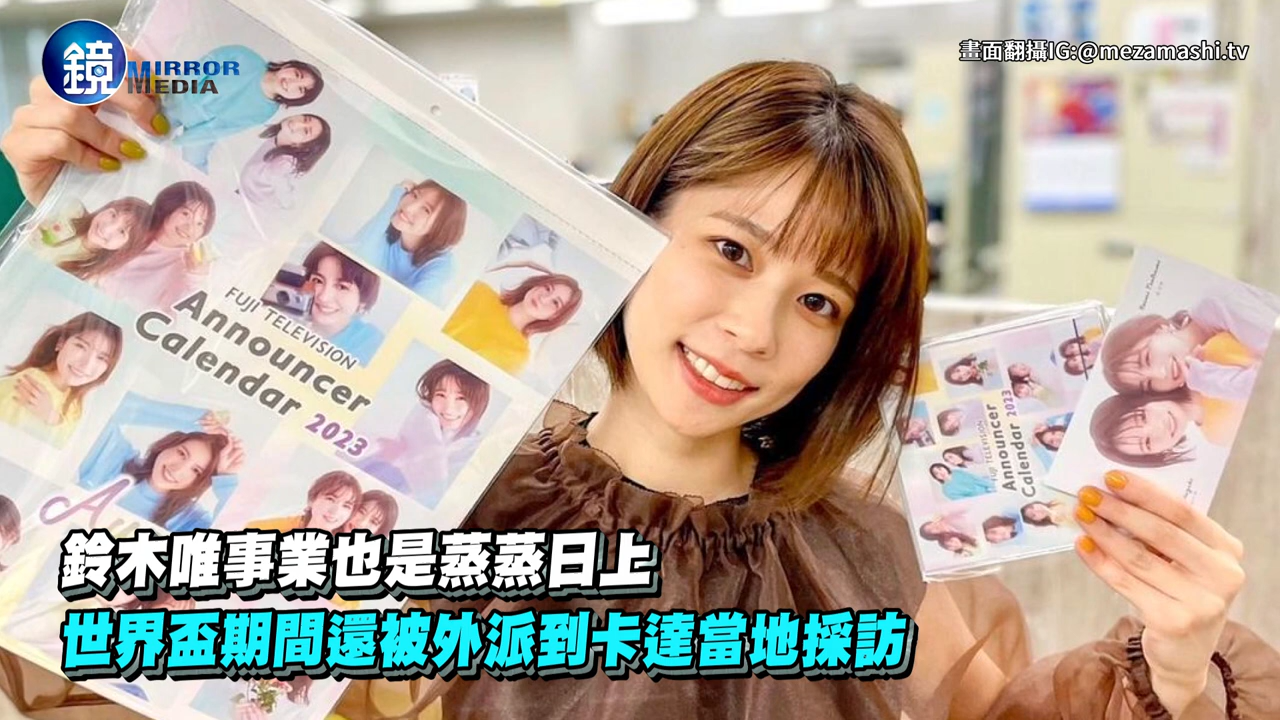 鏡
MIRROR
MEDIA
畫面翻攝IG:@mezamashi.tv
FUJI TELEVISION
Announcer
Calendar 2023
FUJI TELEVISION
Announcer
Calendar 2023
鈴木唯事業也是蒸蒸日上
世界盃期間還被外派到卡達當地採訪